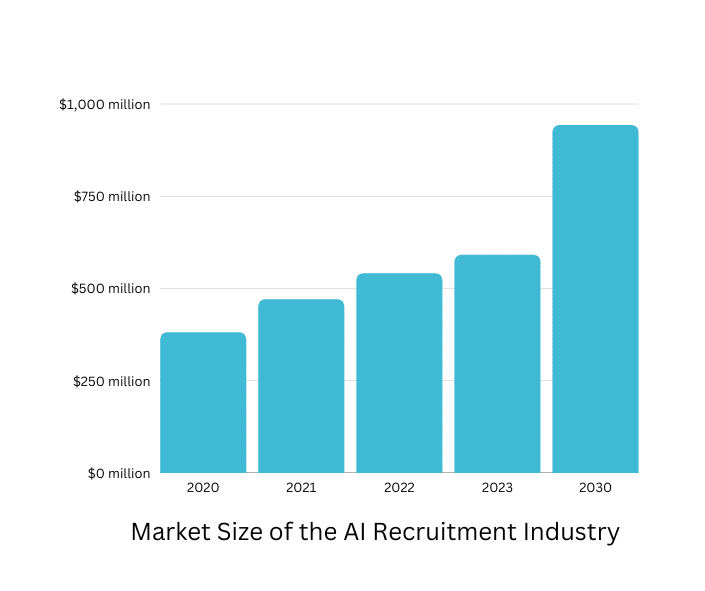 $1,000 million
$750 million
$500 million
$250 million
$0 million
2020 2021 2022 2023 2030
Market Size of the AI Recruitment Industry